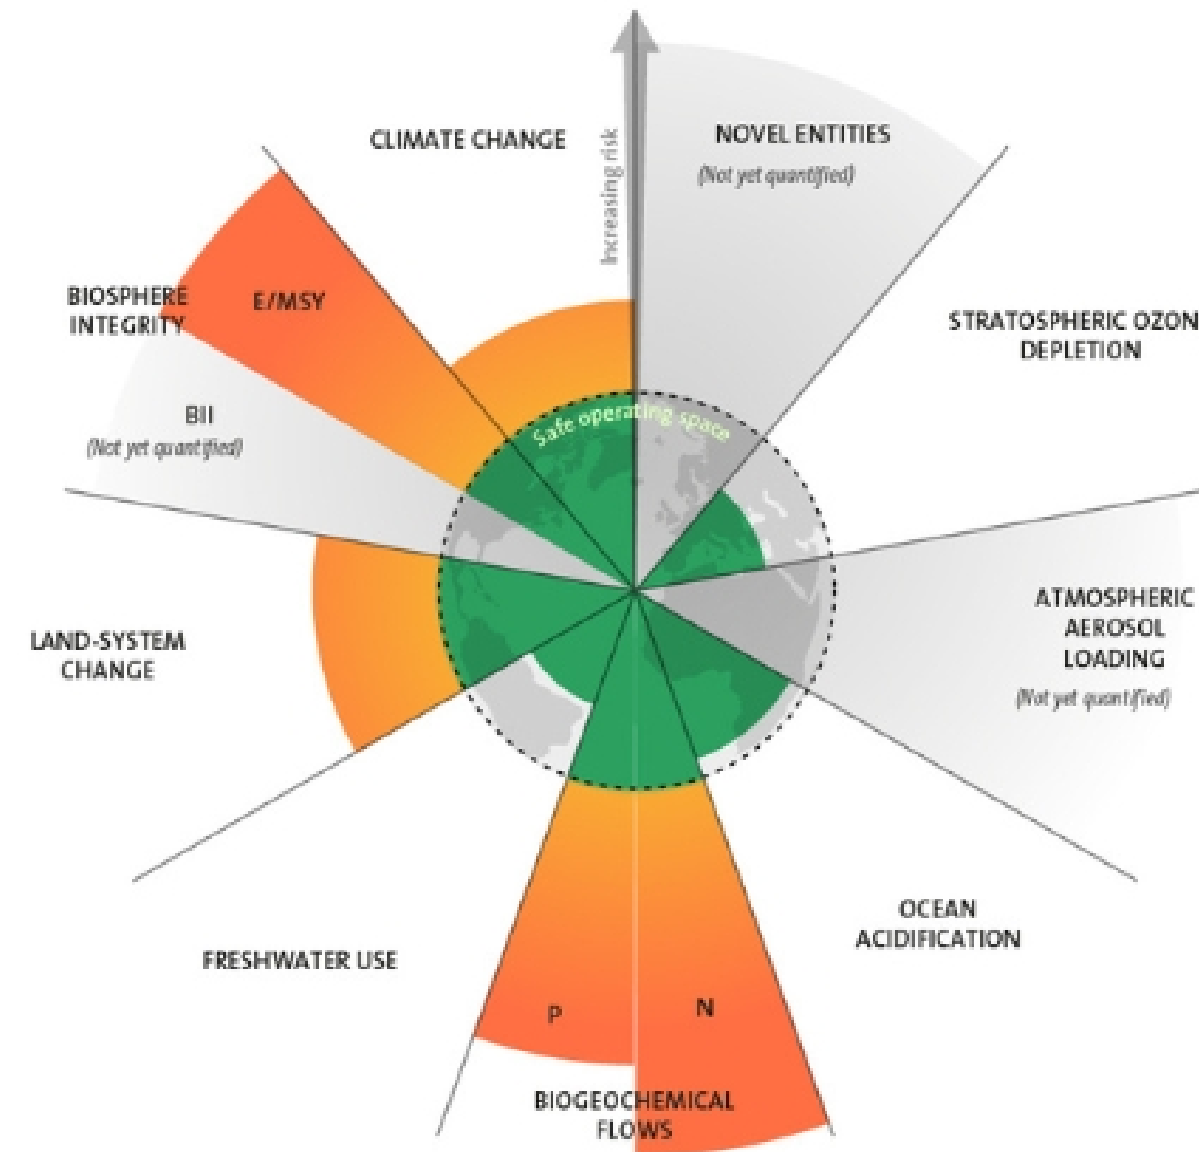 CLIMATE CHANGE
Increasing risk
NOVEL ENTITIES
(Not yet quantified)
BIOSPHERE
INTEGRITY
E/MSY
STRATOSPHERIC OZON
DEPLETION
Safe operating space
BII
(Not yet quantified)
ATMOSPHERIC
AEROSOL
LOADING
(Not yet quantified)
LAND-SYSTEM
CHANGE
OCEAN
ACIDIFICATION
FRESHWATER USE
P
N
BIOGEOCHEMICAL
FLOWS